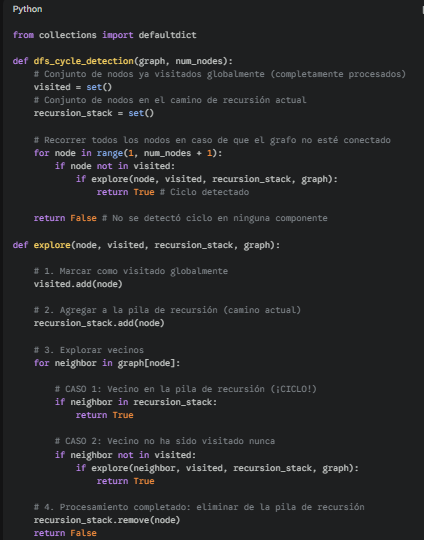 Python
from collections import defaultdict
def dfs_cycle_detection(graph, num_nodes):
    # Conjunto de nodos ya visitados globalmente (completamente procesados)
    visited = set()
    # Conjunto de nodos en el camino de recursión actual
    recursion_stack = set()
    # Recorrer todos los nodos en caso de que el grafo no esté conectado
    for node in range(1, num_nodes + 1):
        if node not in visited:
            if explore(node, visited, recursion_stack, graph):
                return True # Ciclo detectado
    return False # No se detectó ciclo en ninguna componente
def explore(node, visited, recursion_stack, graph):
    # 1. Marcar como visitado globalmente
    visited.add(node)
    # 2. Agregar a la pila de recursión (camino actual)
    recursion_stack.add(node)
    # 3. Explorar vecinos
    for neighbor in graph[node]:
        # CASO 1: Vecino en la pila de recursión (¡CICLO!)
        if neighbor in recursion_stack:
            return True
        # CASO 2: Vecino no ha sido visitado nunca
        if neighbor not in visited:
            if explore(neighbor, visited, recursion_stack, graph):
                return True
    # 4. Procesamiento completado: eliminar de la pila de recursión
    recursion_stack.remove(node)
    return False